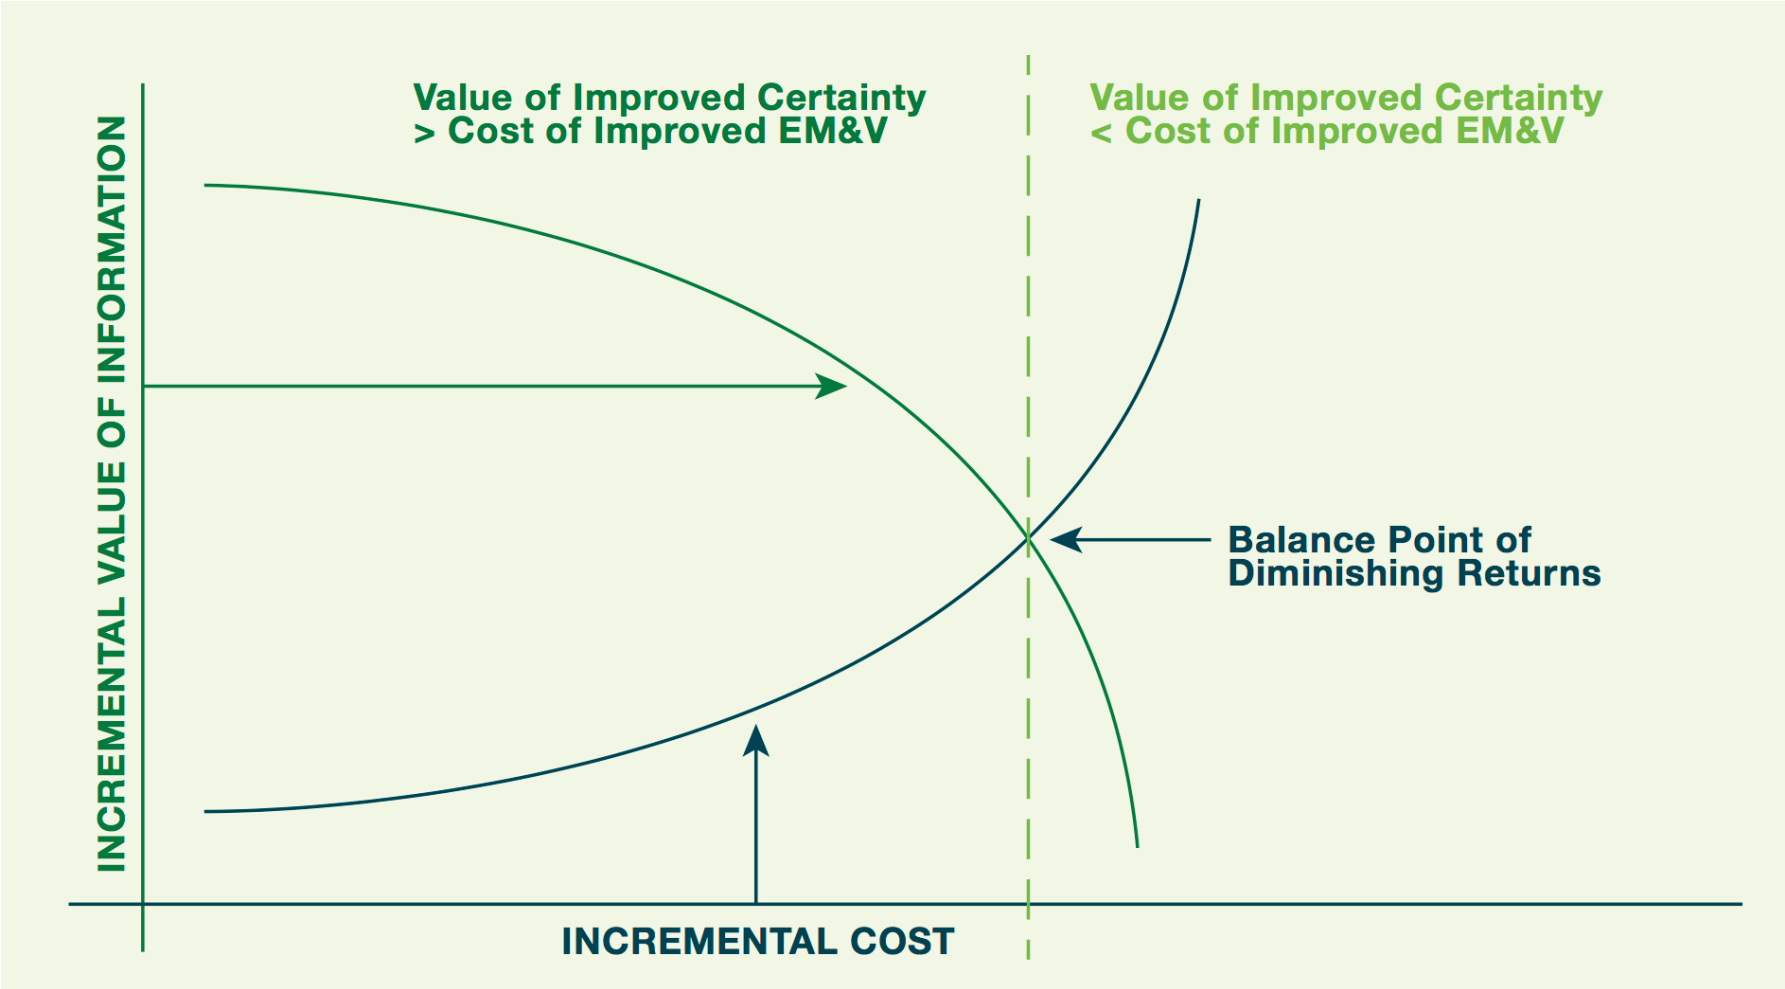 Value of Improved Certainty
> Cost of Improved EM&V
Value of Improved Certainty
< Cost of Improved EM&V
INCREMENTAL VALUE OF INFORMATION
Balance Point of
Diminishing Returns
INCREMENTAL COST